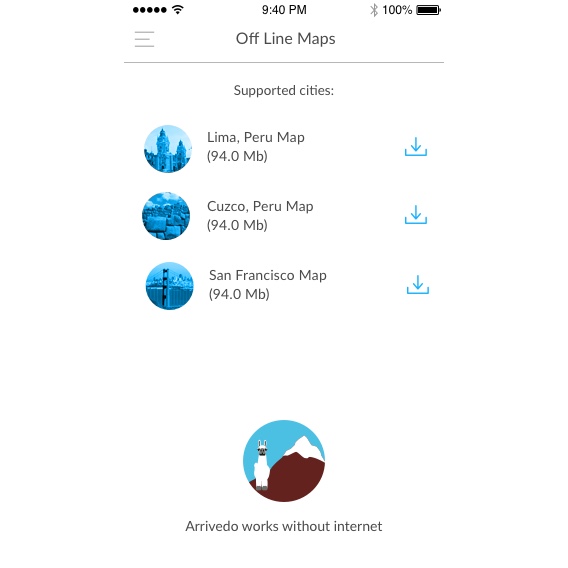 9:40 PM
100%
Off Line Maps
Supported cities:
Lima, Peru Map
(94.0 Mb)
Cuzco, Peru Map
(94.0 Mb)
San Francisco Map
(94.0 Mb)
Arrivedo works without internet